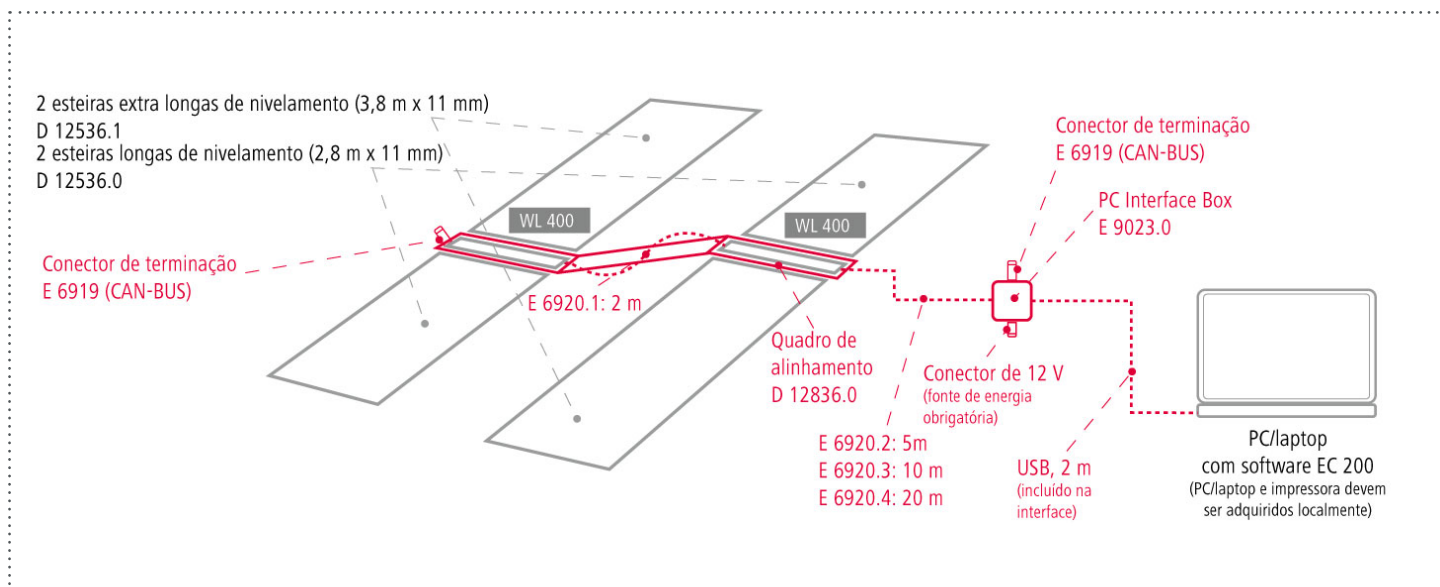 2 esteiras extra longas de nivelamento (3,8 m x 11 mm)
D 12536.1
2 esteiras longas de nivelamento (2,8 m x 11 mm)
D 12536.0
WL 400
WL 400
Conector de terminação
E 6919 (CAN-BUS)
E 6920.1: 2 m
Quadro de
alinhamento
D 12836.0
Conector de terminação
E 6919 (CAN-BUS)
PC Interface Box
E 9023.0
Conector de 12 V
(fonte de energia
obrigatória)
E 6920.2: 5m
E 6920.3: 10 m
E 6920.4: 20 m
USB, 2 m
(incluído na
interface)
PC/laptop
com software EC 200
(PC/laptop e impressora devem
ser adquiridos localmente)